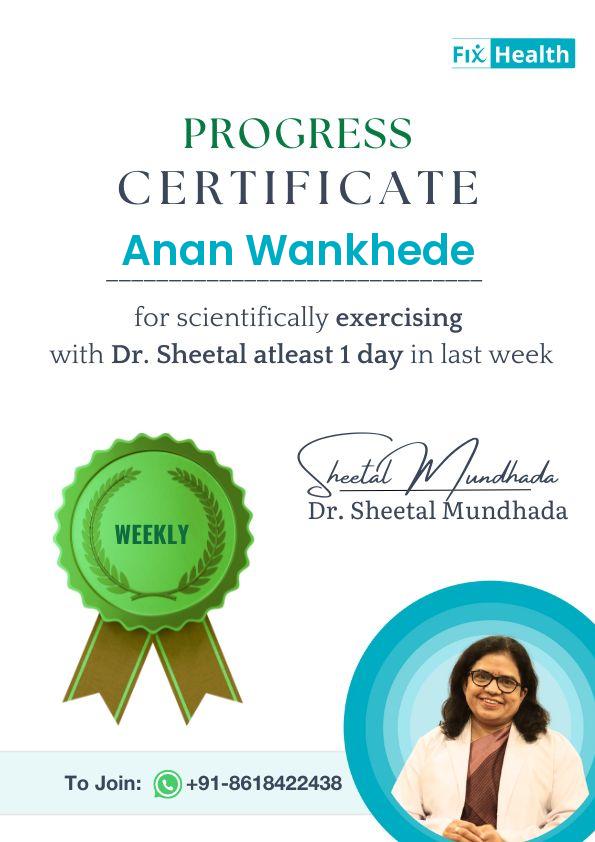 Fix Health
PROGRESS
CERTIFICATE
Anan Wankhede
for scientifically exercising
with Dr. Sheetal atleast 1 day in last week
WEEKLY
Sheetal Mundhada
Dr. Sheetal Mundhada
To Join: +91-8618422438